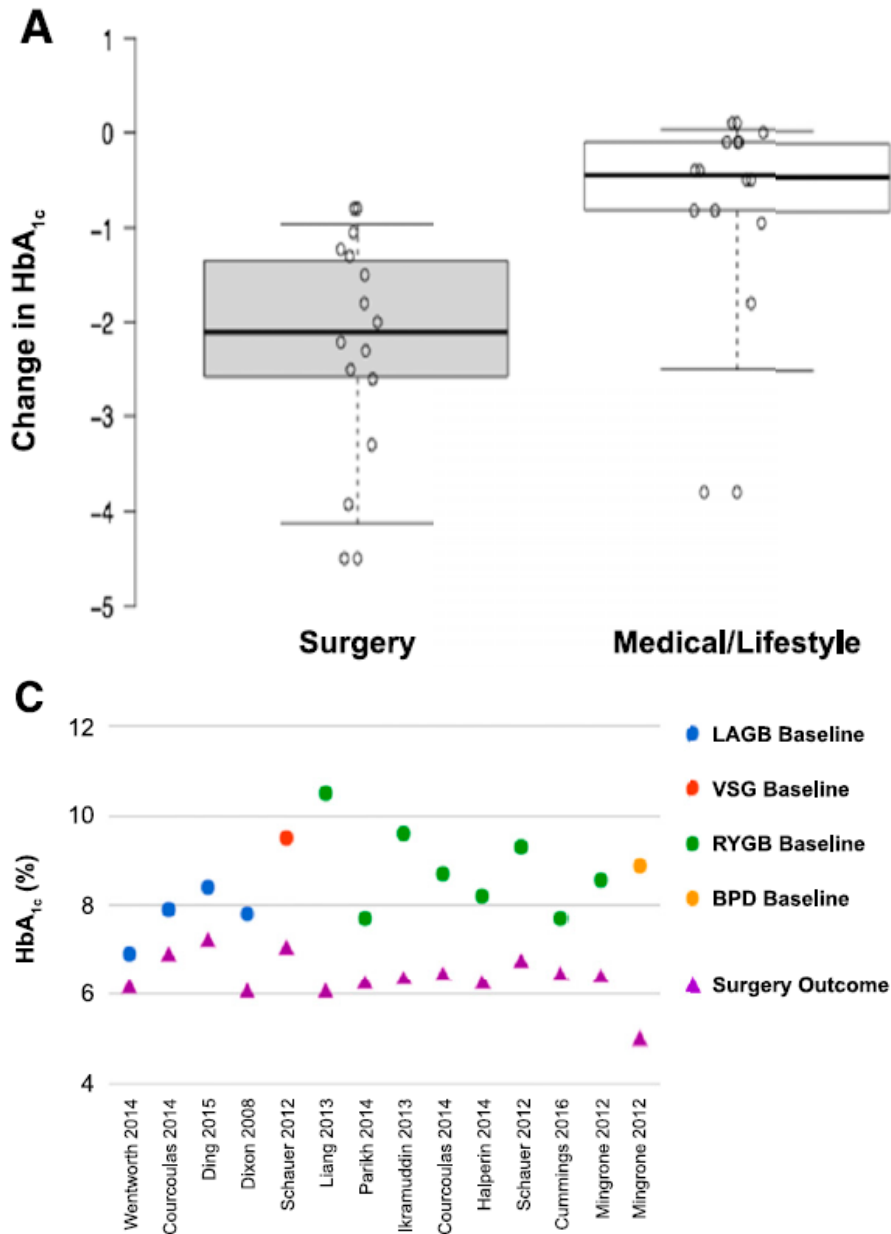 A
Change in HbA1c
1
0
−1
−2
−3
−4
−5
Surgery
Medical/Lifestyle
C
HbA1c (%)
12
10
8
6
4
LAGB Baseline
VSG Baseline
RYGB Baseline
BPD Baseline
Surgery Outcome
Wentworth 2014
Courcoulas 2014
Ding 2015
Dixon 2008
Schauer 2012
Liang 2013
Parikh 2014
Ikramuddin 2013
Courcoulas 2014
Halperin 2014
Schauer 2012
Cummings 2016
Mingrone 2012
Mingrone 2012